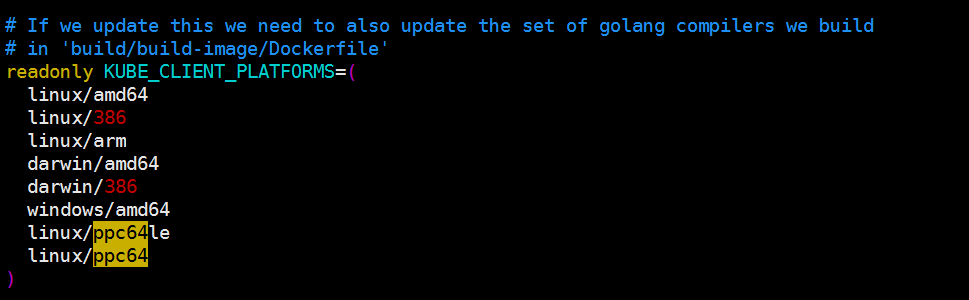 # If we update this we need to also update the set of golang compilers we build
# in 'build/build-image/Dockerfile'
readonly KUBE_CLIENT_PLATFORMS=(
  linux/amd64
  linux/386
  linux/arm
  darwin/amd64
  darwin/386
  windows/amd64
  linux/ppc64le
  linux/ppc64
)